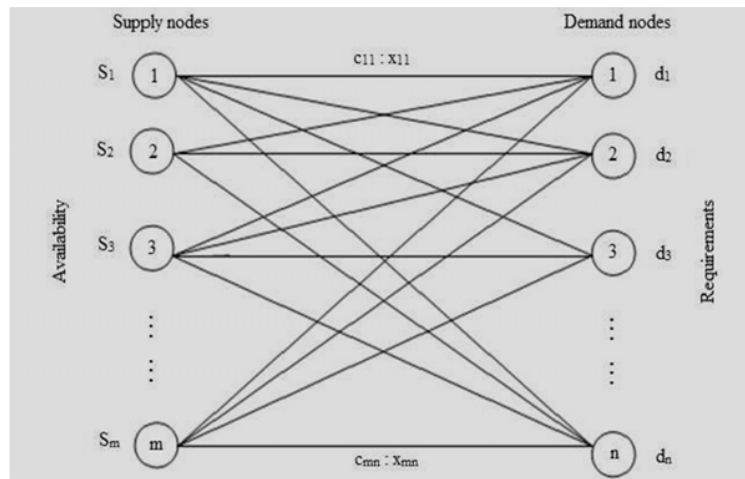 Supply nodes Demand nodes
S1 1 c11 : x11 1 d1
S2 2 2 d2
S3 3 3 d3
Availability
Requirements
Sm m cmn : xmn n dn